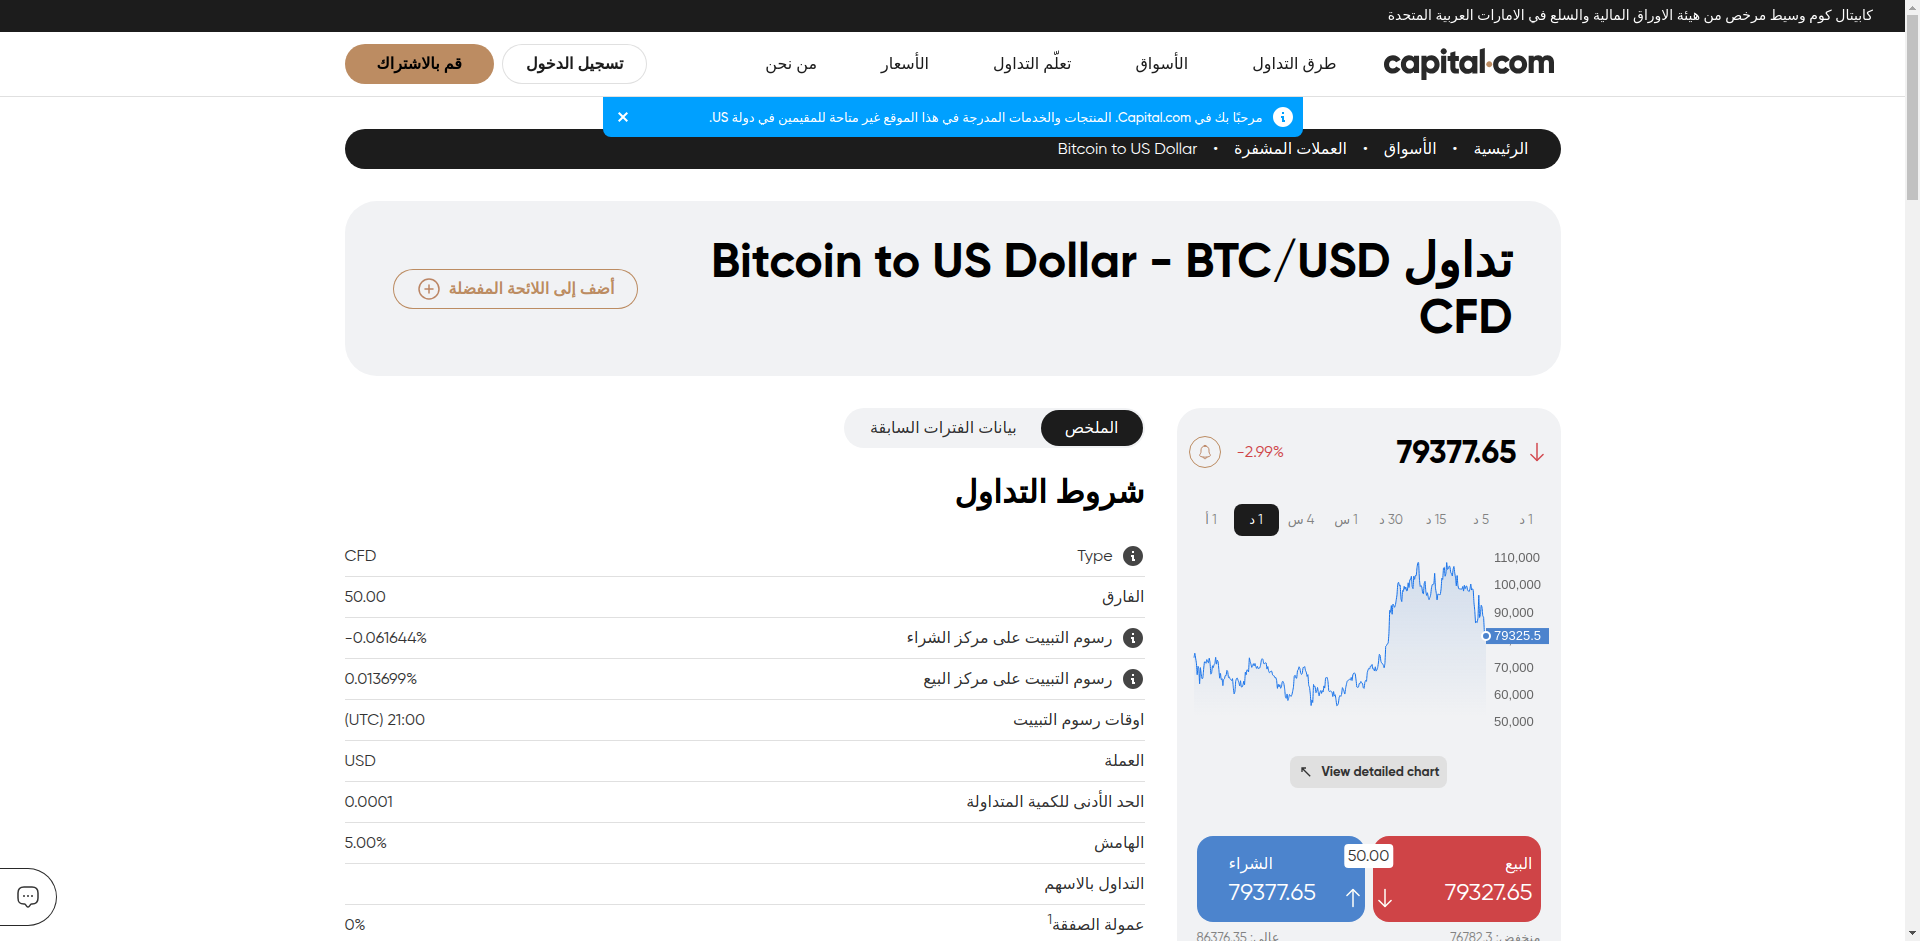 كابيتال كوم وسيط مرخص من هيئة الاوراق المالية والسلع في الامارات العربية المتحدة
capital.com طرق التداول الأسواق تعلّم التداول الأسعار من نحن تسجيل الدخول قم بالاشتراك
مرحبًا بك في Capital.com. المنتجات والخدمات المدرجة في هذا الموقع غير متاحة للمقيمين في دولة US.
الرئيسية • الأسواق • العملات المشفرة • Bitcoin to US Dollar
تداول Bitcoin to US Dollar - BTC/USD
CFD
أضف إلى اللائحة المفضلة
79377.65 -2.99%
1 د 5 د 15 د 30 د 1 س 4 س 1 د 1 أ
110,000
100,000
90,000
79325.5
70,000
60,000
50,000
View detailed chart
البيع 50.00 الشراء
79327.65 79377.65
منخفض: 76782.3 عالي: 86376.35
الملخص بيانات الفترات السابقة
شروط التداول
Type CFD
الفارق 50.00
رسوم التبييت على مركز الشراء -0.061644%
رسوم التبييت على مركز البيع 0.013699%
اوقات رسوم التبييت 21:00 (UTC)
العملة USD
الحد الأدنى للكمية المتداولة 0.0001
الهامش 5.00%
التداول بالاسهم
عمولة الصفقة1 0%